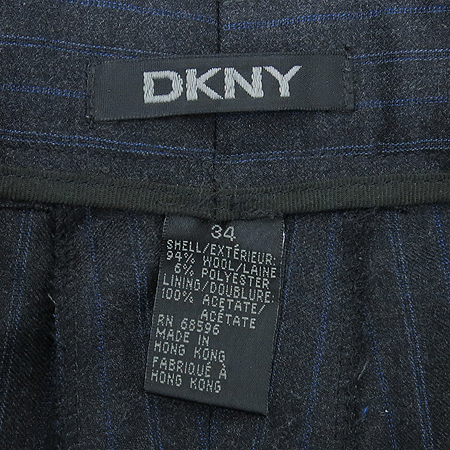 DKNY
34
SHELL/EXTÉRIEUR:
94% WOOL/LAINE
6% POLYESTER
LINING/DOUBLURE:
100% ACETATE/
ACÉTATE
RN 68596
MADE IN
HONG KONG
FABRIQUÉ À
HONG KONG